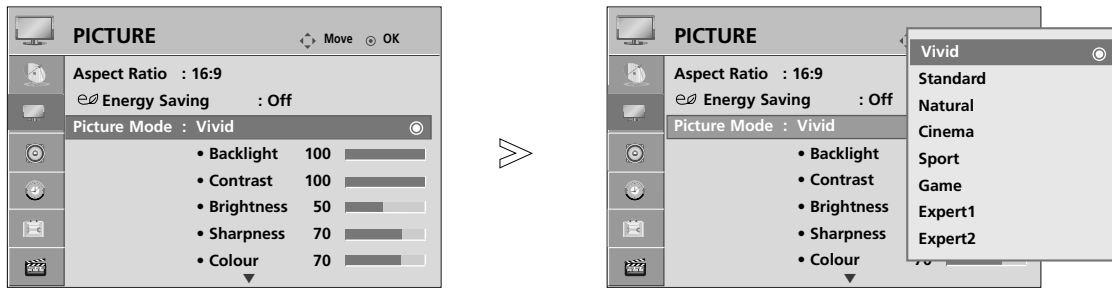 PICTURE
Move OK
Aspect Ratio : 16:9
Energy Saving : Off
Picture Mode : Vivid
• Backlight 100
• Contrast 100
• Brightness 50
• Sharpness 70
• Colour 70
PICTURE
Aspect Ratio : 16:9
Energy Saving : Off
Picture Mode : Vivid
• Backlight
• Contrast
• Brightness
• Sharpness
• Colour 70
Vivid
Standard
Natural
Cinema
Sport
Game
Expert1
Expert2